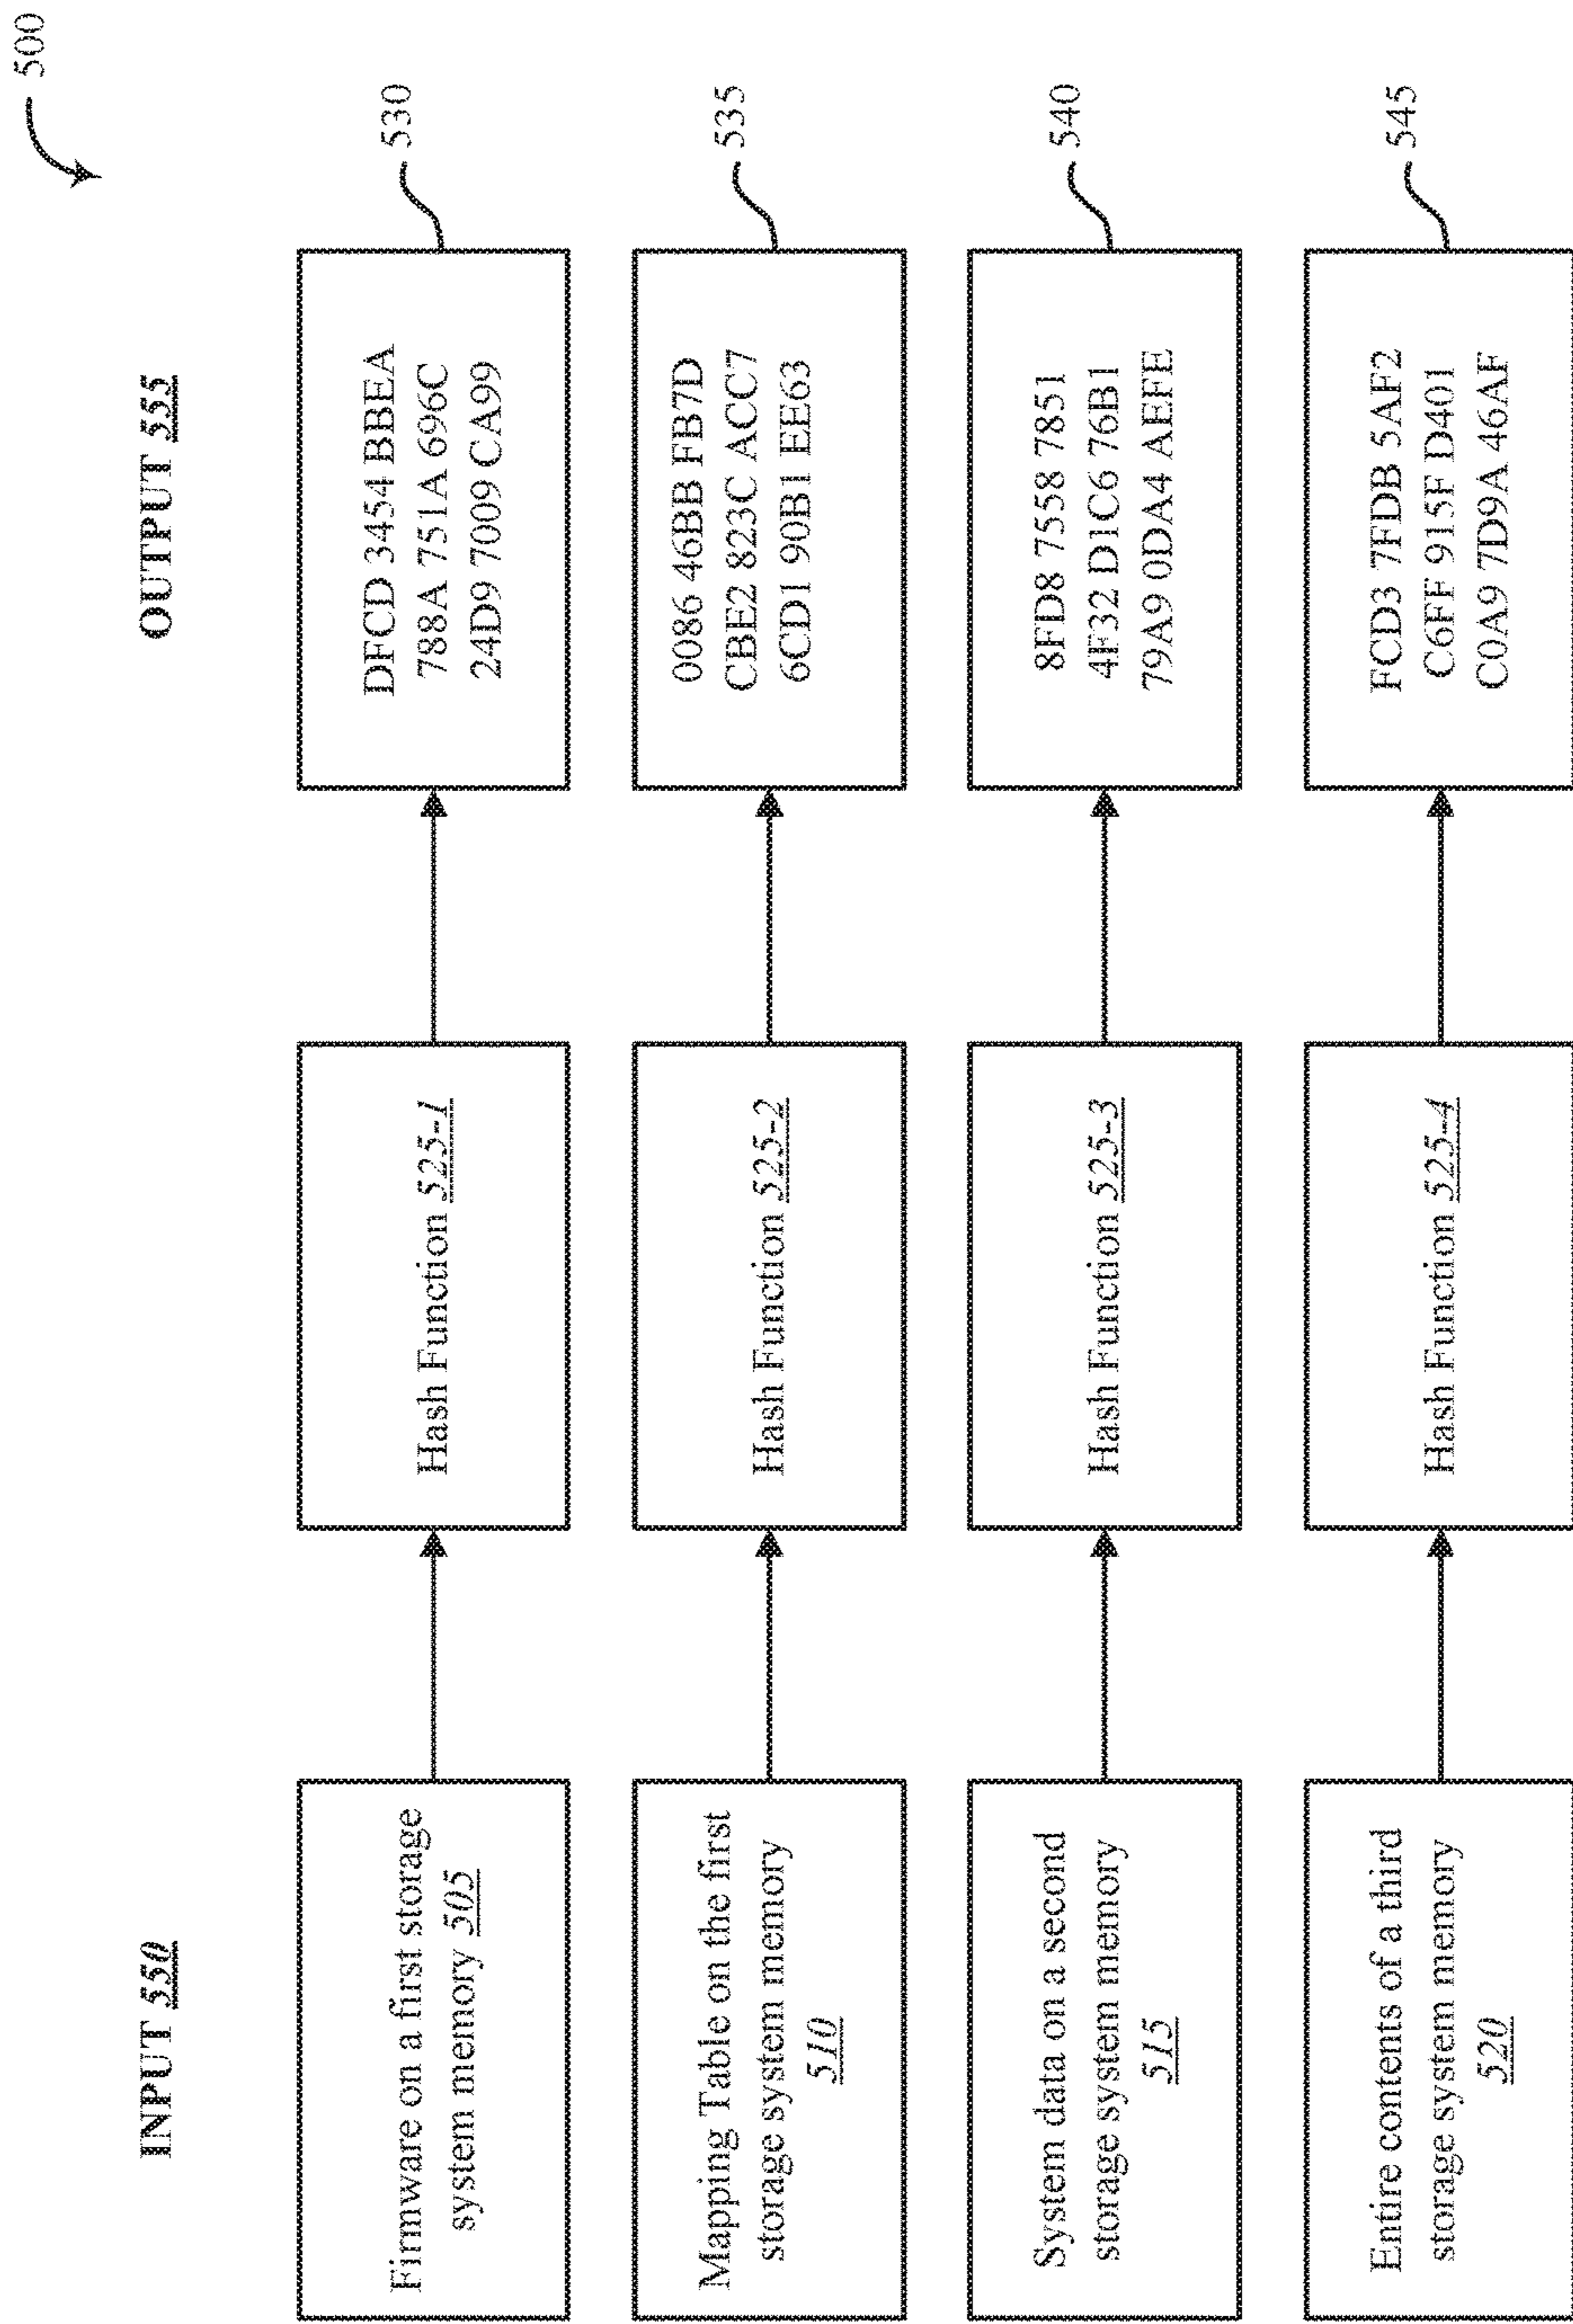 500
INPUT 550
OUTPUT 555
Firmware on a first storage
system memory 505
Hash Function 525-1
DFCD 3454 BBEA
788A 751A 696C
24D9 7009 CA99
530
Mapping Table on the first
storage system memory
510
Hash Function 525-2
0086 46BB FB7D
CBE2 823C ACC7
6CD1 90B1 EE63
535
System data on a second
storage system memory
515
Hash Function 525-3
8FD8 7558 7851
4F32 D1C6 76B1
79A9 0DA4 AEFE
540
Entire contents of a third
storage system memory
520
Hash Function 525-4
FCD3 7FDB 5AF2
C6FF 915F D401
C0A9 7D9A 46AF
545